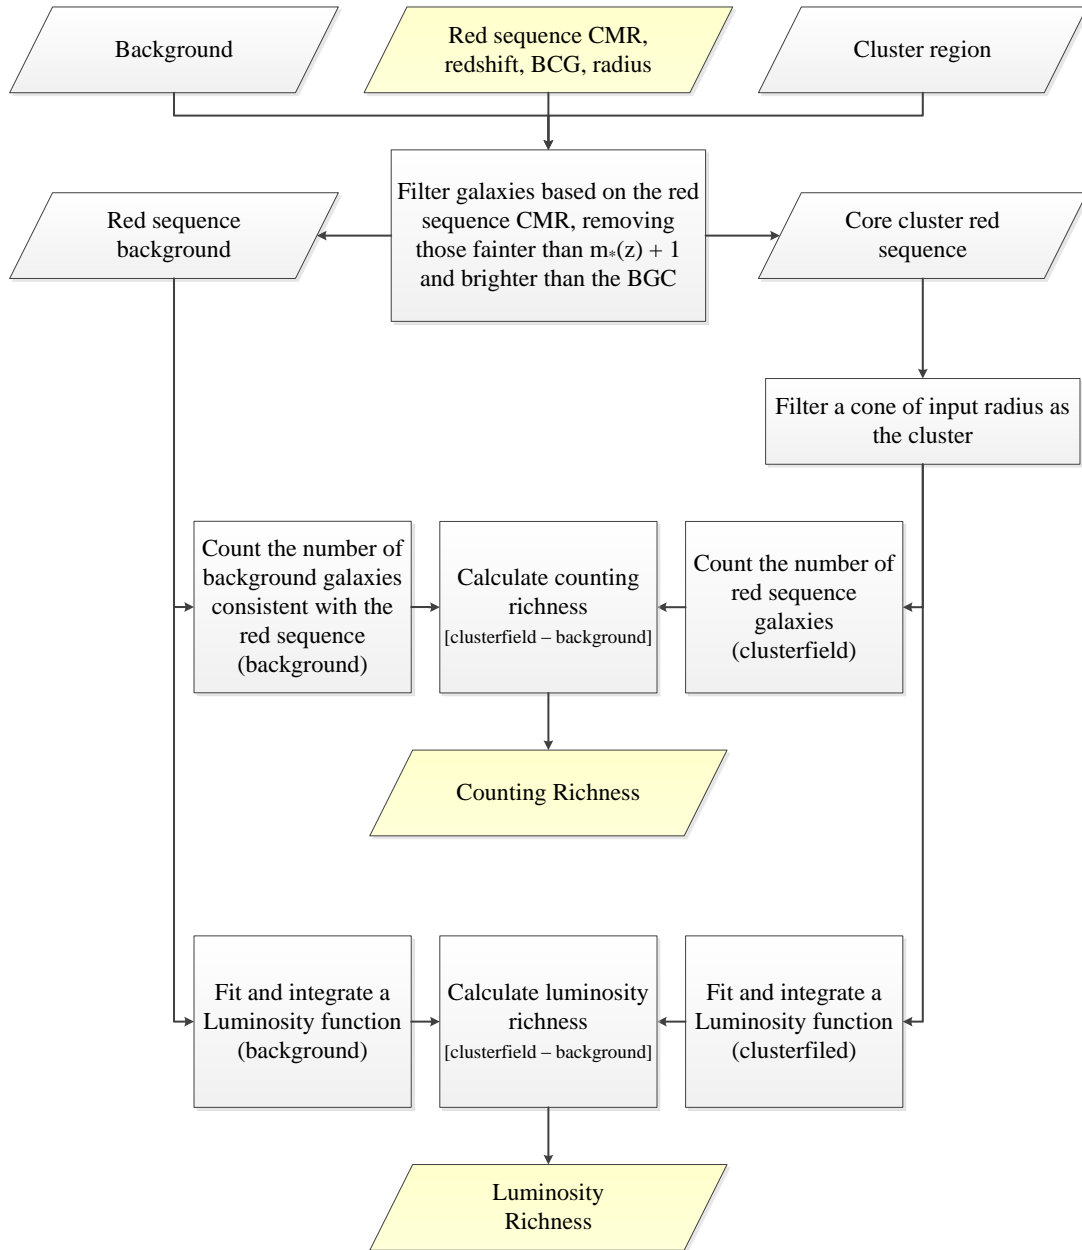 Background
Red sequence CMR,
redshift, BCG, radius
Cluster region
Filter galaxies based on the red
sequence CMR, removing
those fainter than m*(z) + 1
and brighter than the BGC
Red sequence
background
Core cluster red
sequence
Filter a cone of input radius as
the cluster
Count the number of
background galaxies
consistent with the
red sequence
(background)
Calculate counting
richness
[clusterfield – background]
Count the number of
red sequence
galaxies
(clusterfield)
Counting Richness
Fit and integrate a
Luminosity function
(background)
Calculate luminosity
richness
[clusterfield – background]
Fit and integrate a
Luminosity function
(clusterfiled)
Luminosity
Richness